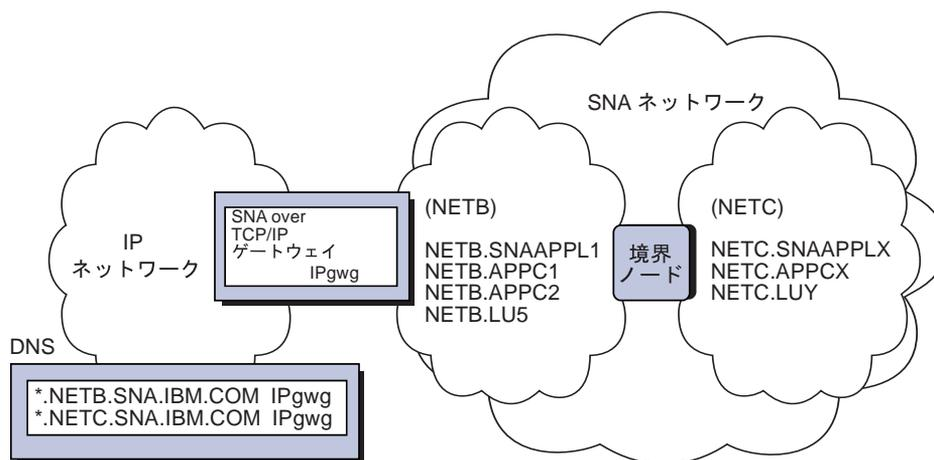 SNA ネットワーク
IP
ネットワーク
SNA over
TCP/IP
ゲートウェイ
IPgwg
(NETB)
NETB.SNAAPPL1
NETB.APPC1
NETB.APPC2
NETB.LU5
境界
ノード
(NETC)
NETC.SNAAPPLX
NETC.APPCX
NETC.LUY
DNS
*.NETB.SNA.IBM.COM IPgwg
*.NETC.SNA.IBM.COM IPgwg